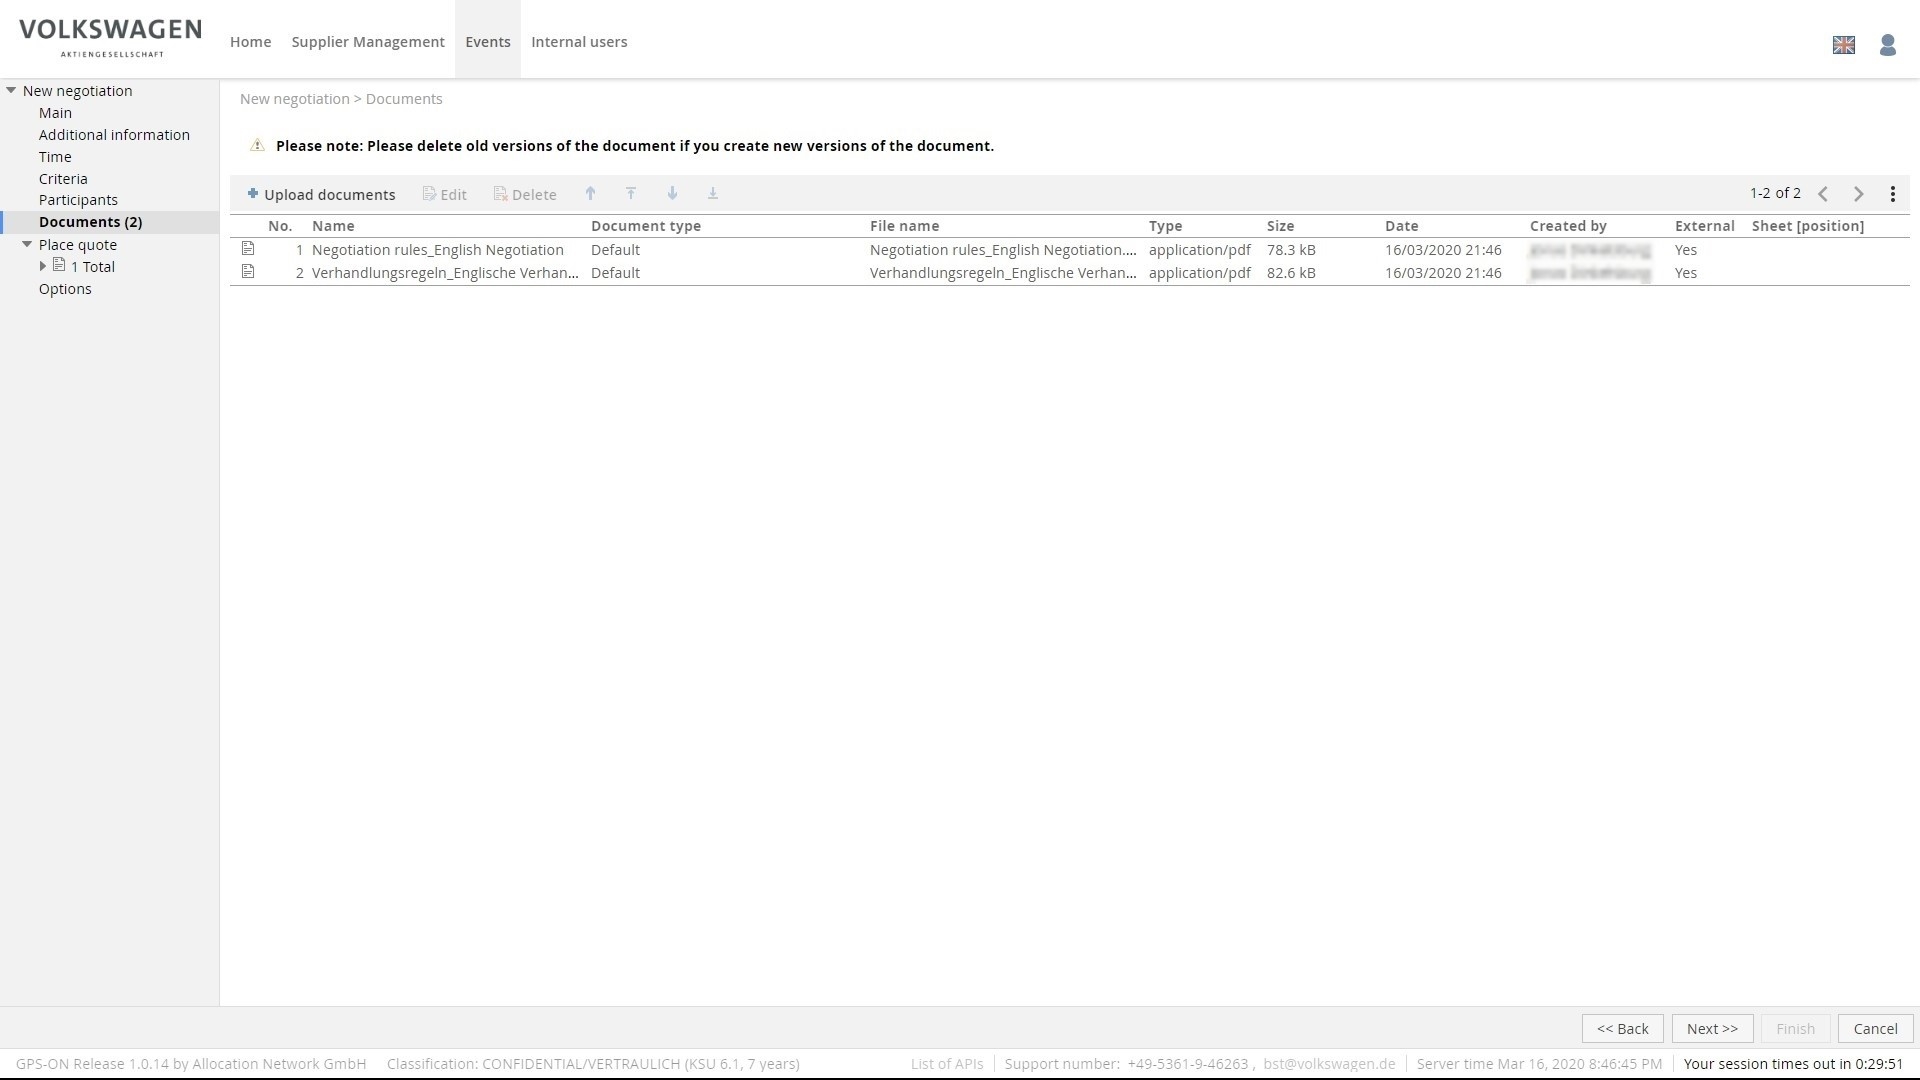 VOLKSWAGEN
AKTIENGESELLSCHAFT
Home Supplier Management Events Internal users
New negotiation
Main
Additional information
Time
Criteria
Participants
Documents (2)
Place quote
1 Total
Options
New negotiation > Documents
Please note: Please delete old versions of the document if you create new versions of the document.
Upload documents Edit Delete 1-2 of 2
No. Name Document type File name Type Size Date Created by External Sheet [position]
1 Negotiation rules_English Negotiation Default Negotiation rules_English Negotiation.... application/pdf 78.3 kB 16/03/2020 21:46 Yes
2 Verhandlungsregeln_Englische Verhan... Default Verhandlungsregeln_Englische Verhan... application/pdf 82.6 kB 16/03/2020 21:46 Yes
<< Back Next >> Finish Cancel
GPS-ON Release 1.0.14 by Allocation Network GmbH Classification: CONFIDENTIAL/VERTRAULICH (KSU 6.1, 7 years) List of APIs Support number: +49-5361-9-46263 , bst@volkswagen.de Server time Mar 16, 2020 8:46:45 PM Your session times out in 0:29:51